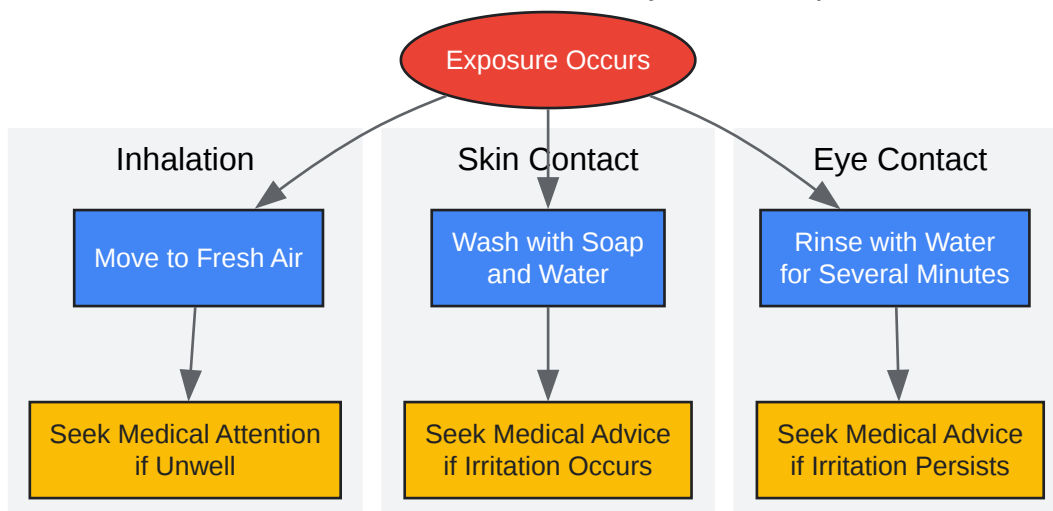 Exposure Occurs
Inhalation
Move to Fresh Air
Seek Medical Attention
if Unwell
Skin Contact
Wash with Soap
and Water
Seek Medical Advice
if Irritation Occurs
Eye Contact
Rinse with Water
for Several Minutes
Seek Medical Advice
if Irritation Persists